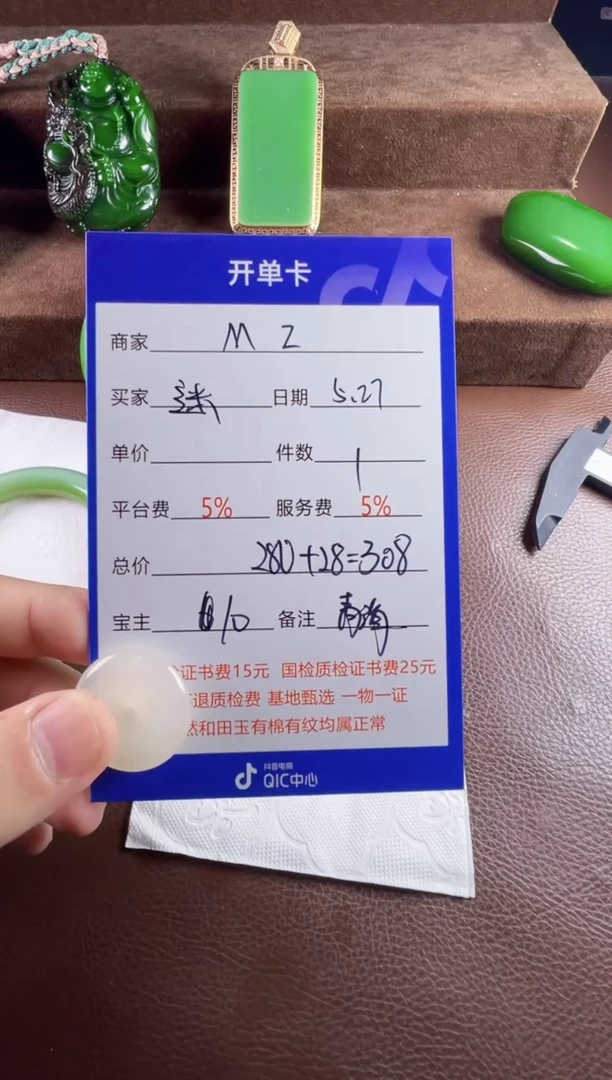 开单卡
商家 M Z
买家 日期 5.27
单价 件数 1
平台费 5% 服务费 5%
总价 280+28=308
宝主 备注 青海
证书费15元 国检质检证书费25元
退质检费 基地甄选 一物一证
然和田玉有棉有纹均属正常
抖音电商
QIC中心